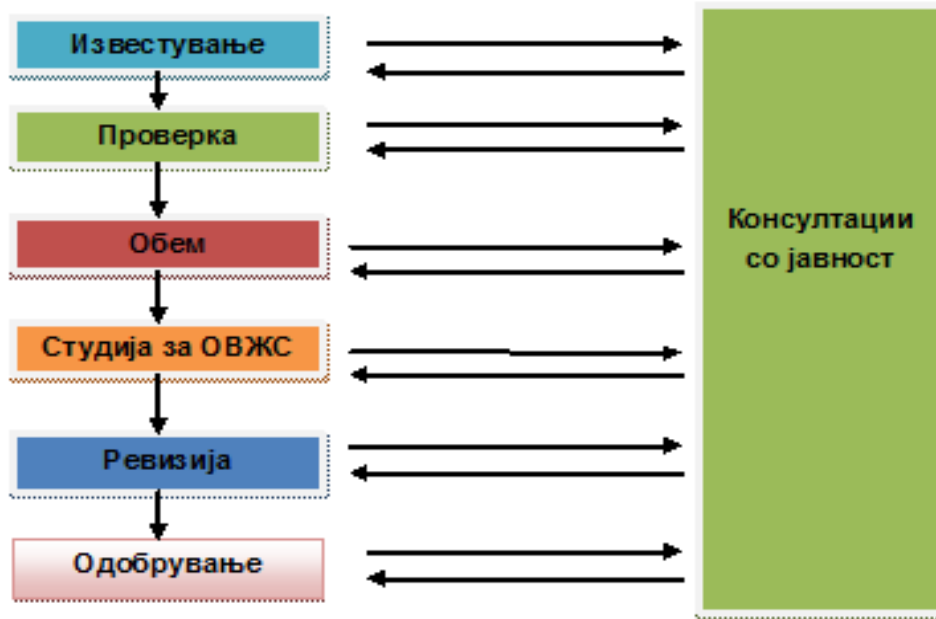 Известување
Проверка
Обем
Студија за ОВЖС
Ревизија
Одобрување
Консултации
со јавност